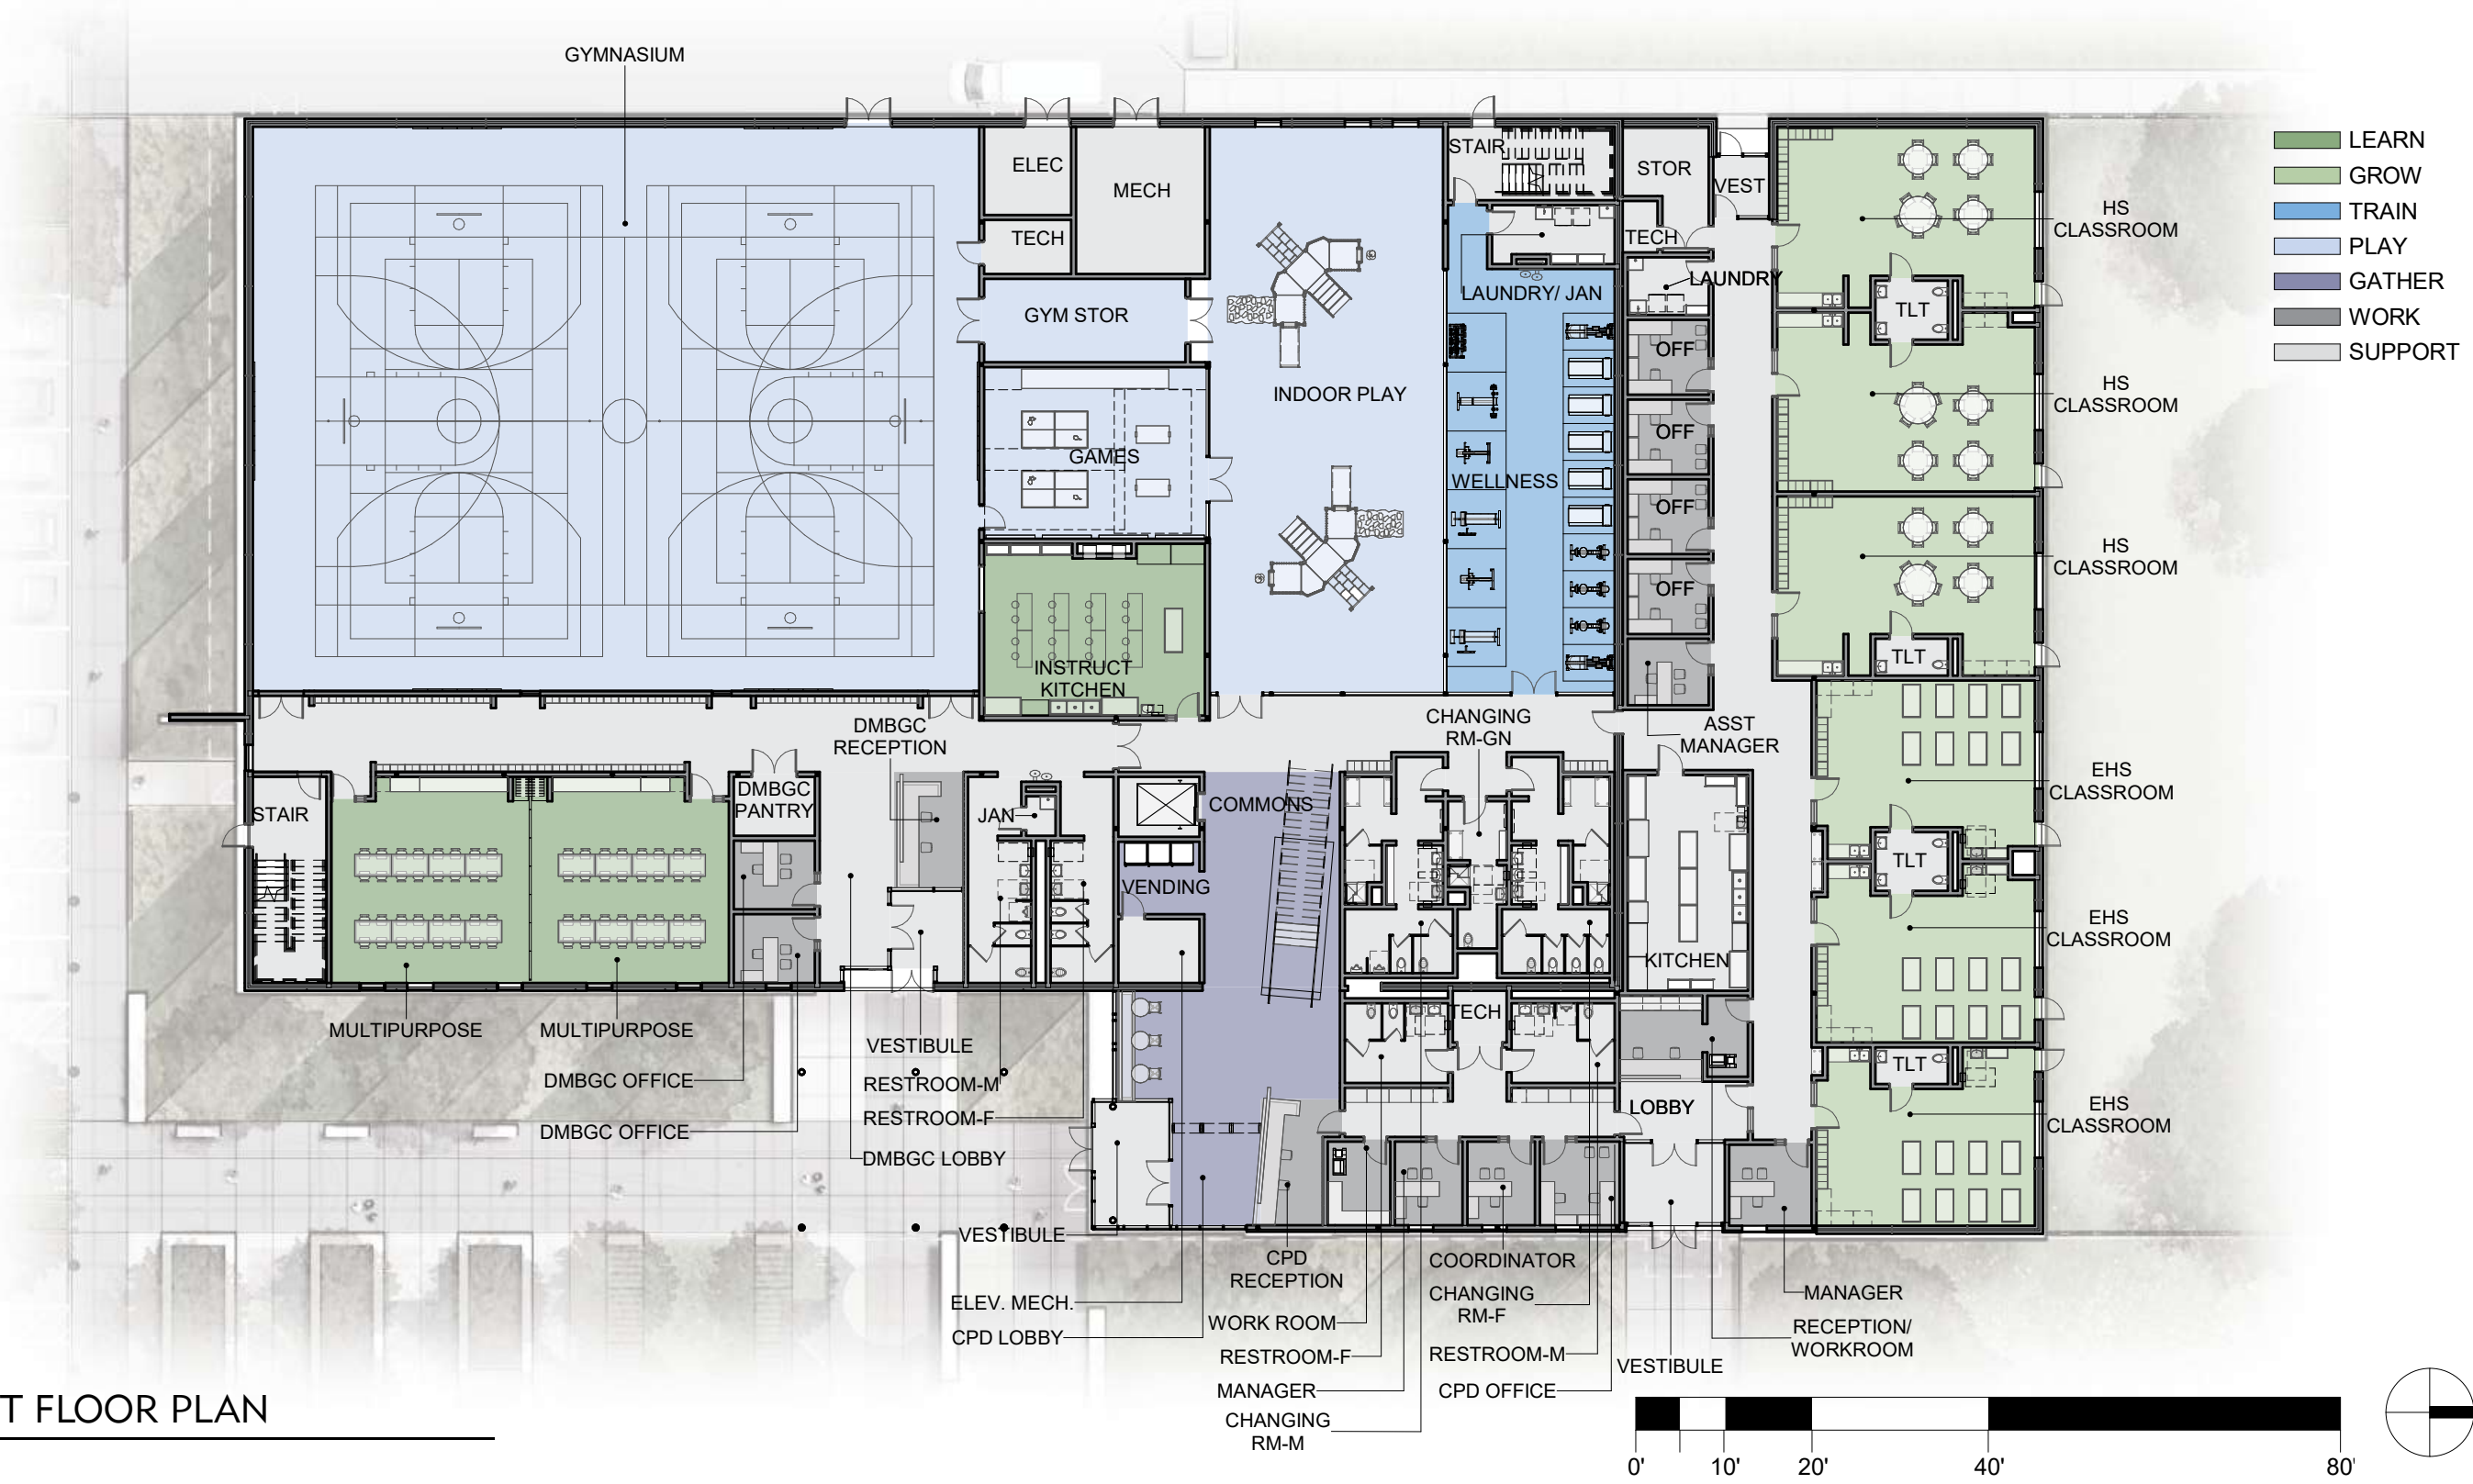 GYMNASIUM
LEARN
GROW
TRAIN
PLAY
GATHER
WORK
SUPPORT
STAIR
ELEC
MECH
STOR
VEST
TECH
TECH
HS
CLASSROOM
LAUNDRY
LAUNDRY/ JAN
TLT
GYM STOR
OFF
INDOOR PLAY
HS
CLASSROOM
OFF
GAMES
WELLNESS
OFF
HS
CLASSROOM
OFF
INSTRUCT
KITCHEN
TLT
DMBGC
RECEPTION
CHANGING
RM-GN
ASST
MANAGER
EHS
CLASSROOM
STAIR
DMBGC
PANTRY
JAN
COMMONS
VENDING
TLT
EHS
CLASSROOM
KITCHEN
MULTIPURPOSE
MULTIPURPOSE
TECH
VESTIBULE
DMBGC OFFICE
RESTROOM-M
RESTROOM-F
DMBGC OFFICE
DMBGC LOBBY
TLT
LOBBY
EHS
CLASSROOM
VESTIBULE
CPD
RECEPTION
COORDINATOR
ELEV. MECH.
CHANGING
RM-F
MANAGER
CPD LOBBY
WORK ROOM
RECEPTION/
WORKROOM
RESTROOM-F
RESTROOM-M
VESTIBULE
MANAGER
CPD OFFICE
CHANGING
RM-M
T FLOOR PLAN
0' 10' 20' 40' 80'